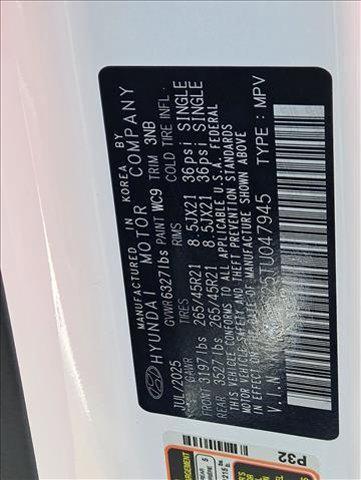 MANUFACTURED IN KOREA BY
HYUNDAI MOTOR COMPANY
JUL/2025 GVWR 6327lbs PAINT WC9 TRIM 3NB
GAWR TIRES RIMS COLD TIRE INFL.
FRONT 3197lbs 265/45R21 8.5JX21 36psi SINGLE
REAR 3527lbs 265/45R21 8.5JX21 36psi SINGLE
THIS VEHICLE CONFORMS TO ALL APPLICABLE U.S.A. FEDERAL
MOTOR VEHICLE SAFETY AND THEFT PREVENTION STANDARDS
IN EFFECT ON THE DATE OF MANUFACTURE SHOWN ABOVE
V.I.N. TU047945 TYPE : MPV
P32